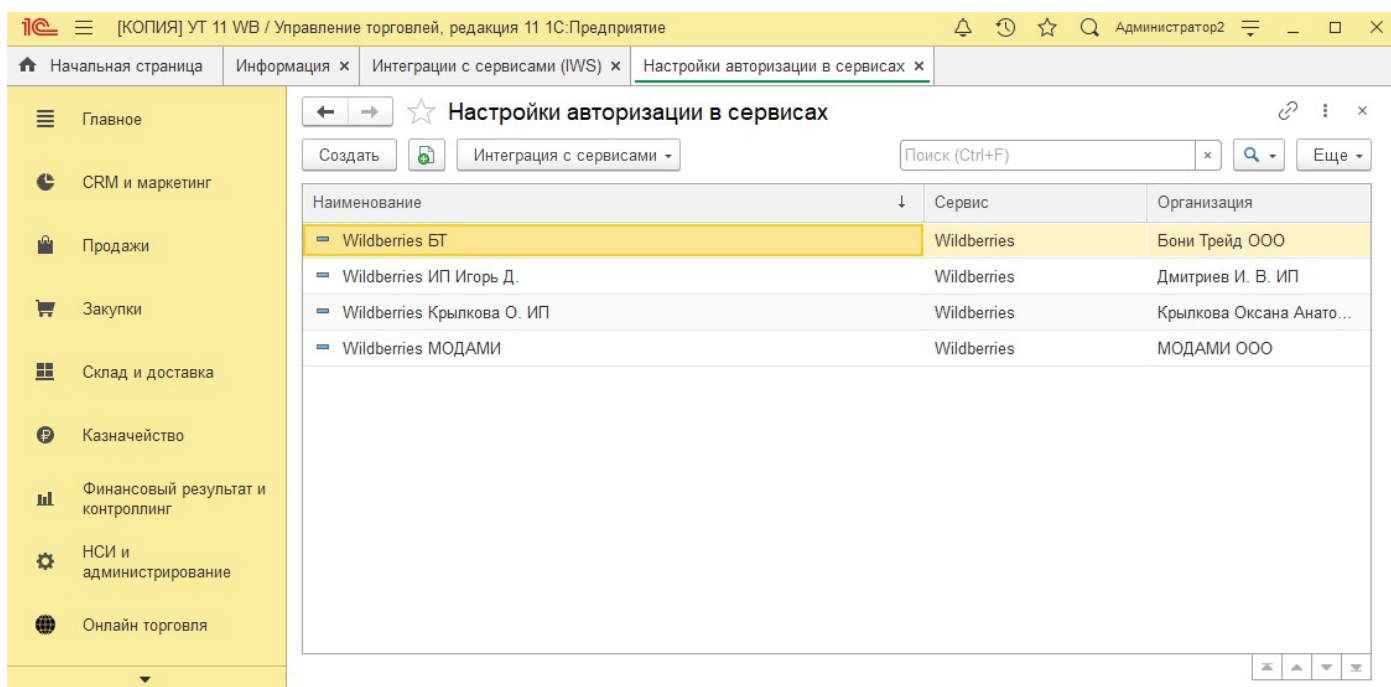 1С [КОПИЯ] УТ 11 WB / Управление торговлей, редакция 11 1С:Предприятие Администратор2
Начальная страница Информация × Интеграции с сервисами (IWS) × Настройки авторизации в сервисах ×
Главное
CRM и маркетинг
Продажи
Закупки
Склад и доставка
Казначейство
Финансовый результат и
контроллинг
НСИ и
администрирование
Онлайн торговля
Настройки авторизации в сервисах
Создать Интеграция с сервисами Поиск (Ctrl+F) × Еще
Наименование ↓ Сервис Организация
Wildberries БТ Wildberries Бони Трейд ООО
Wildberries ИП Игорь Д. Wildberries Дмитриев И. В. ИП
Wildberries Крылкова О. ИП Wildberries Крылкова Оксана Анато...
Wildberries МОДАМИ Wildberries МОДАМИ ООО